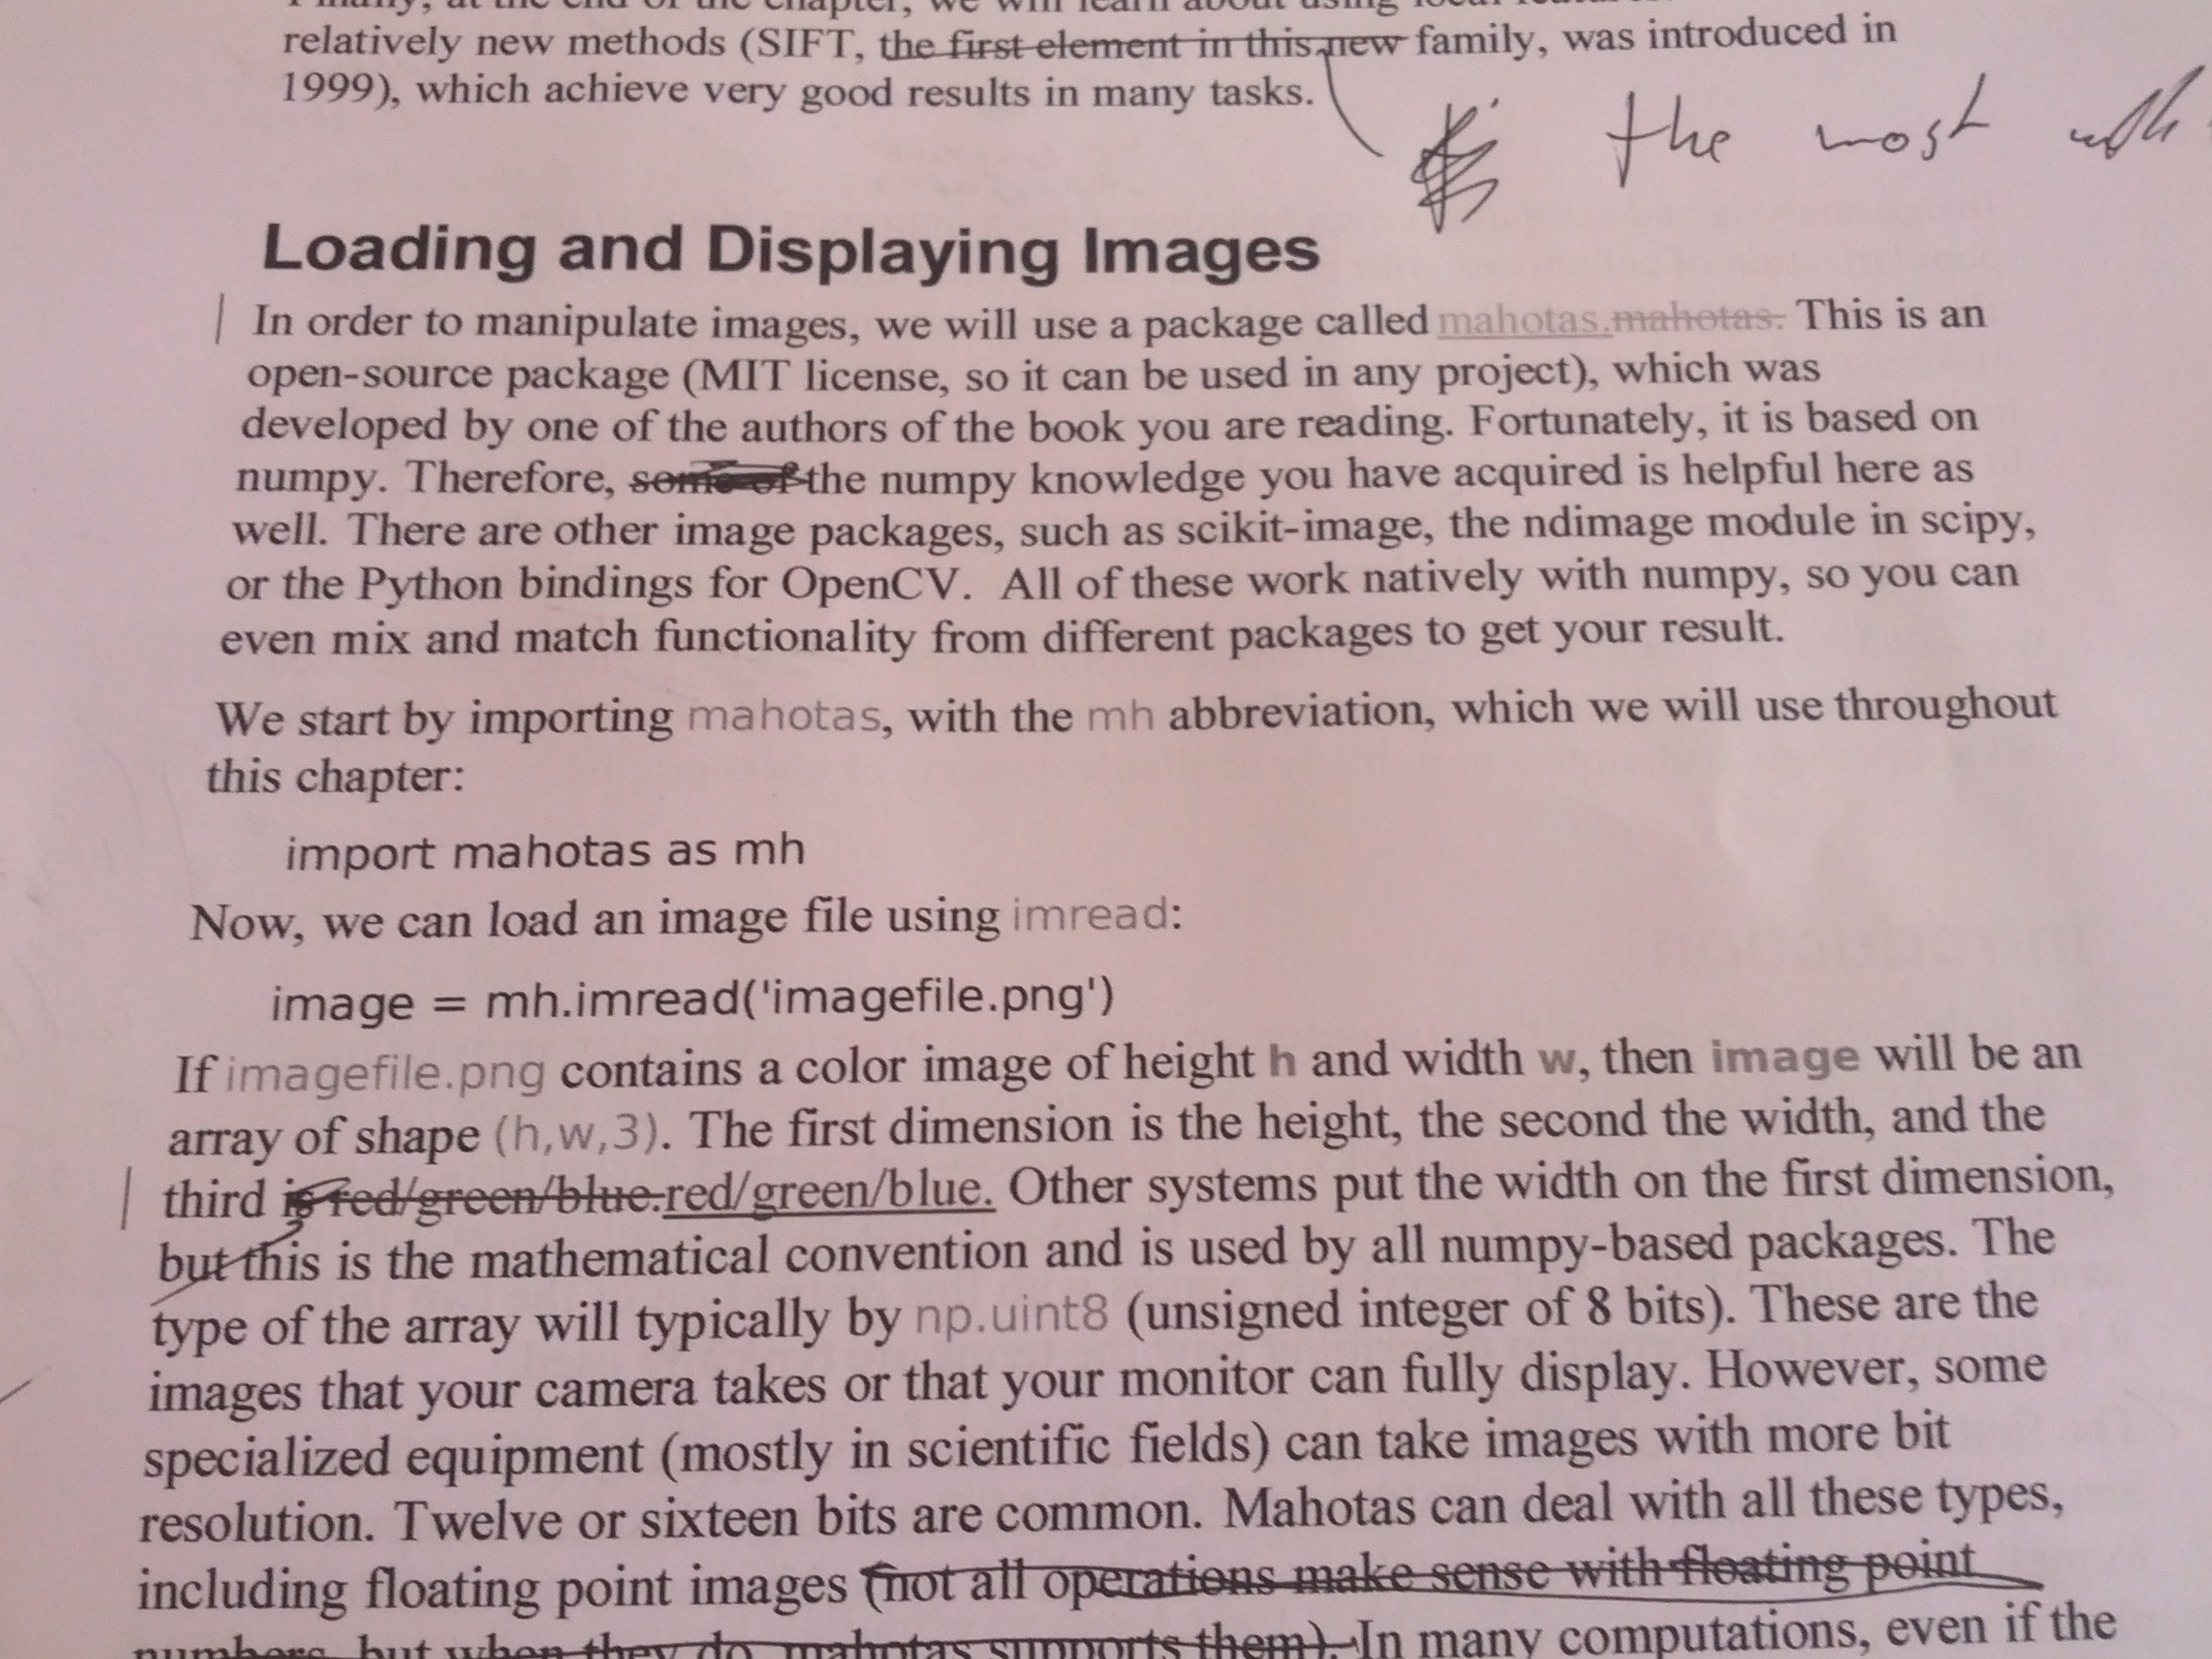 relatively new methods (SIFT, the first element in this new family, was introduced in
1999), which achieve very good results in many tasks.
the most
Loading and Displaying Images
In order to manipulate images, we will use a package called mahotas.mahotas. This is an
open-source package (MIT license, so it can be used in any project), which was
developed by one of the authors of the book you are reading. Fortunately, it is based on
numpy. Therefore, some of the numpy knowledge you have acquired is helpful here as
well. There are other image packages, such as scikit-image, the ndimage module in scipy,
or the Python bindings for OpenCV. All of these work natively with numpy, so you can
even mix and match functionality from different packages to get your result.
We start by importing mahotas, with the mh abbreviation, which we will use throughout
this chapter:
import mahotas as mh
Now, we can load an image file using imread:
image = mh.imread('imagefile.png')
If imagefile.png contains a color image of height h and width w, then image will be an
array of shape (h,w,3). The first dimension is the height, the second the width, and the
third is red/green/blue.red/green/blue. Other systems put the width on the first dimension,
but this is the mathematical convention and is used by all numpy-based packages. The
type of the array will typically by np.uint8 (unsigned integer of 8 bits). These are the
images that your camera takes or that your monitor can fully display. However, some
specialized equipment (mostly in scientific fields) can take images with more bit
resolution. Twelve or sixteen bits are common. Mahotas can deal with all these types,
including floating point images (not all operations make sense with floating point
numbers, but when they do, mahotas supports them). In many computations, even if the